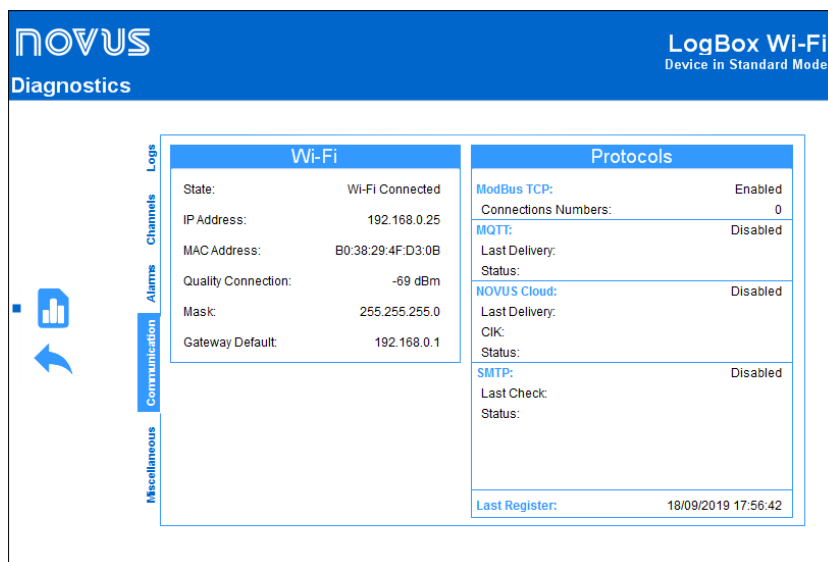 NOVUS
LogBox Wi-Fi
Device in Standard Mode
Diagnostics
Logs
Channels
Alarms
Communication
Miscellaneous
Wi-Fi
State: Wi-Fi Connected
IP Address: 192.168.0.25
MAC Address: B0:38:29:4F:D3:0B
Quality Connection: -69 dBm
Mask: 255.255.255.0
Gateway Default: 192.168.0.1
Protocols
ModBus TCP: Enabled
Connections Numbers: 0
MQTT: Disabled
Last Delivery:
Status:
NOVUS Cloud: Disabled
Last Delivery:
CIK:
Status:
SMTP: Disabled
Last Check:
Status:
Last Register: 18/09/2019 17:56:42